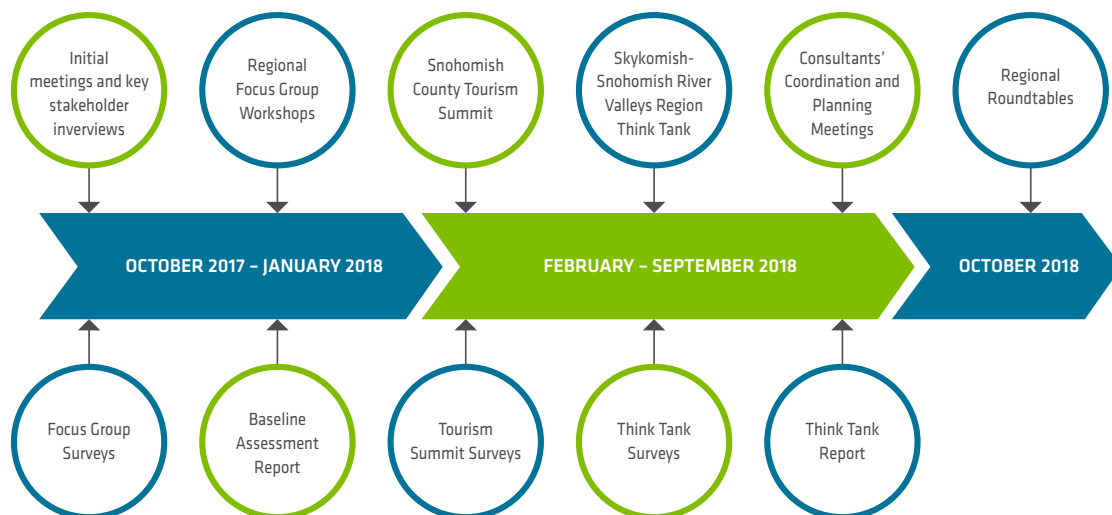 Initial
meetings and key
stakeholder
inverviews
Regional
Focus Group
Workshops
Snohomish
County Tourism
Summit
Skykomish-
Snohomish River
Valleys Region
Think Tank
Consultants’
Coordination and
Planning
Meetings
Regional
Roundtables
OCTOBER 2017 – JANUARY 2018
FEBRUARY – SEPTEMBER 2018
OCTOBER 2018
Focus Group
Surveys
Baseline
Assessment
Report
Tourism
Summit Surveys
Think Tank
Surveys
Think Tank
Report